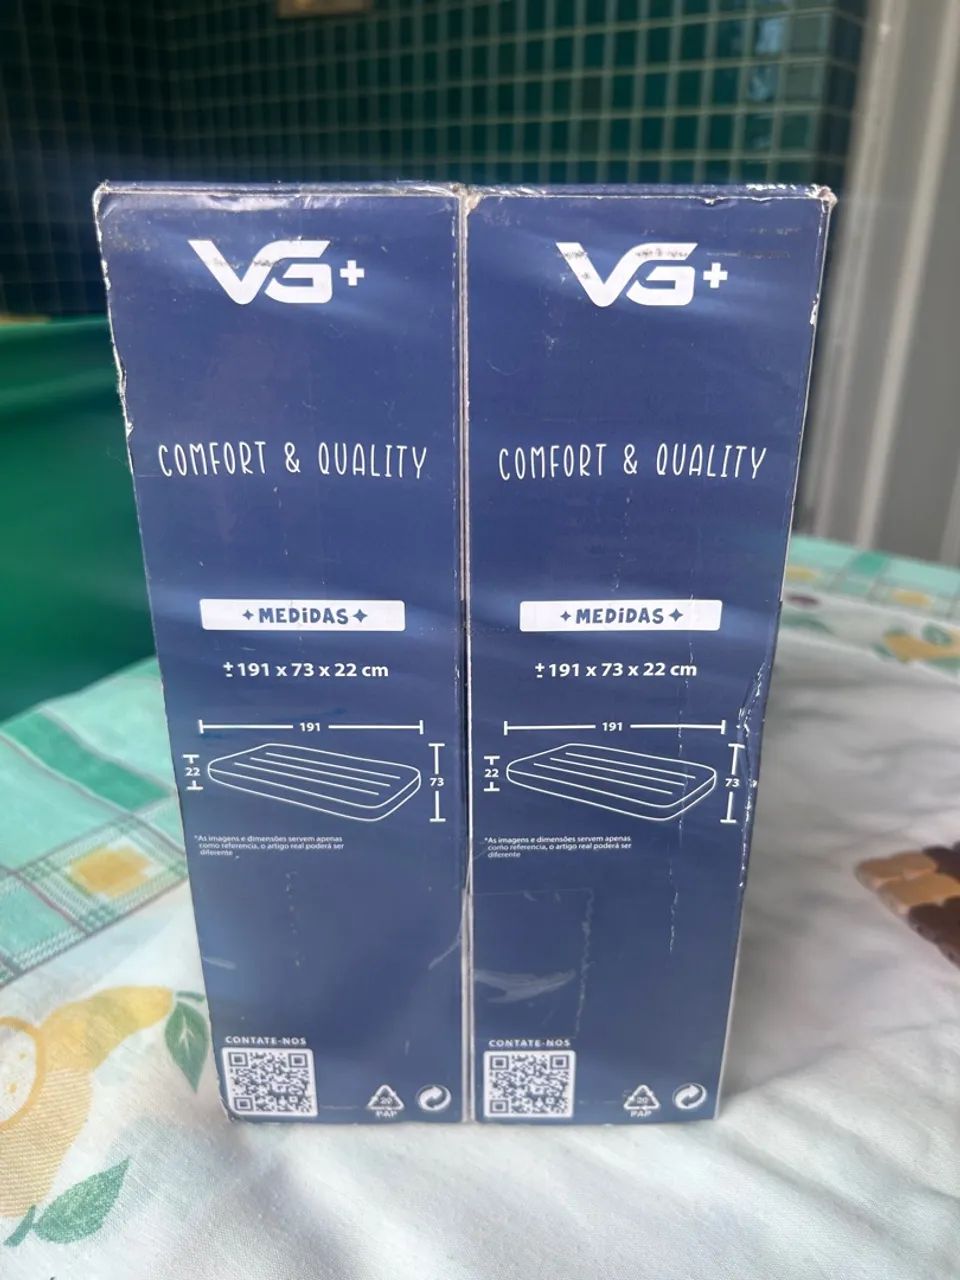 VG+
COMFORT & QUALITY
MEDiDAS
± 191 x 73 x 22 cm
191
22
73
*As imagens e dimensões servem apenas
como referencia, o artigo real poderá ser
diferente
CONTATE-NOS
20
PAP
VG+
COMFORT & QUALITY
MEDiDAS
± 191 x 73 x 22 cm
191
22
73
*As imagens e dimensões servem apenas
como referencia, o artigo real poderá ser
diferente
CONTATE-NOS
20
PAP